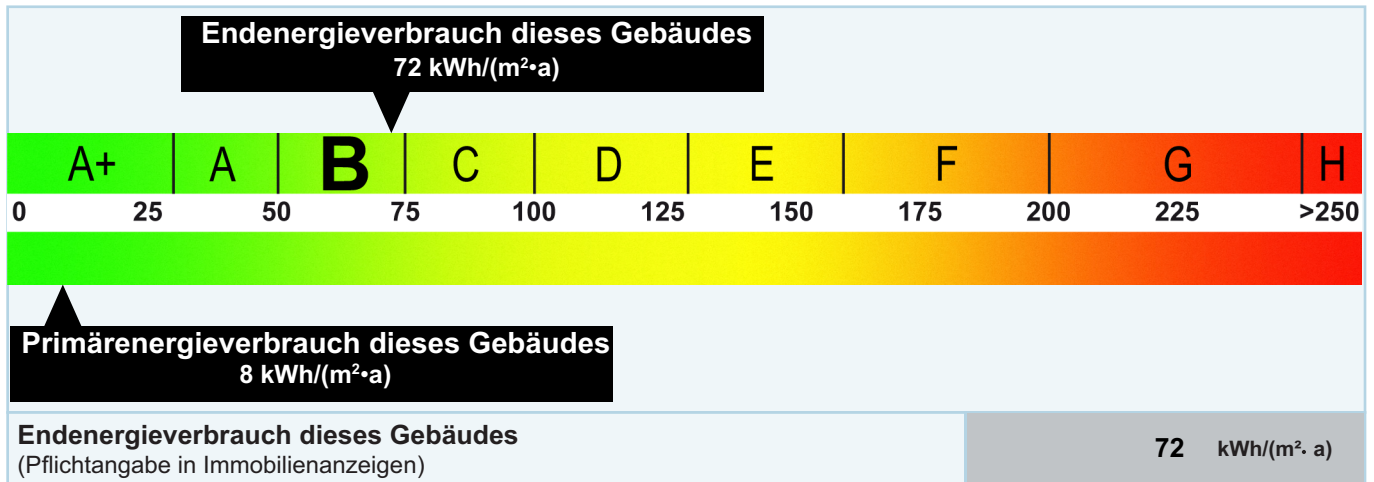 Endenergieverbrauch dieses Gebäudes
72 kWh/(m²•a)
A+ A B C D E F G H
0 25 50 75 100 125 150 175 200 225 >250
Primärenergieverbrauch dieses Gebäudes
8 kWh/(m²•a)
Endenergieverbrauch dieses Gebäudes
(Pflichtangabe in Immobilienanzeigen)
72 kWh/(m²· a)